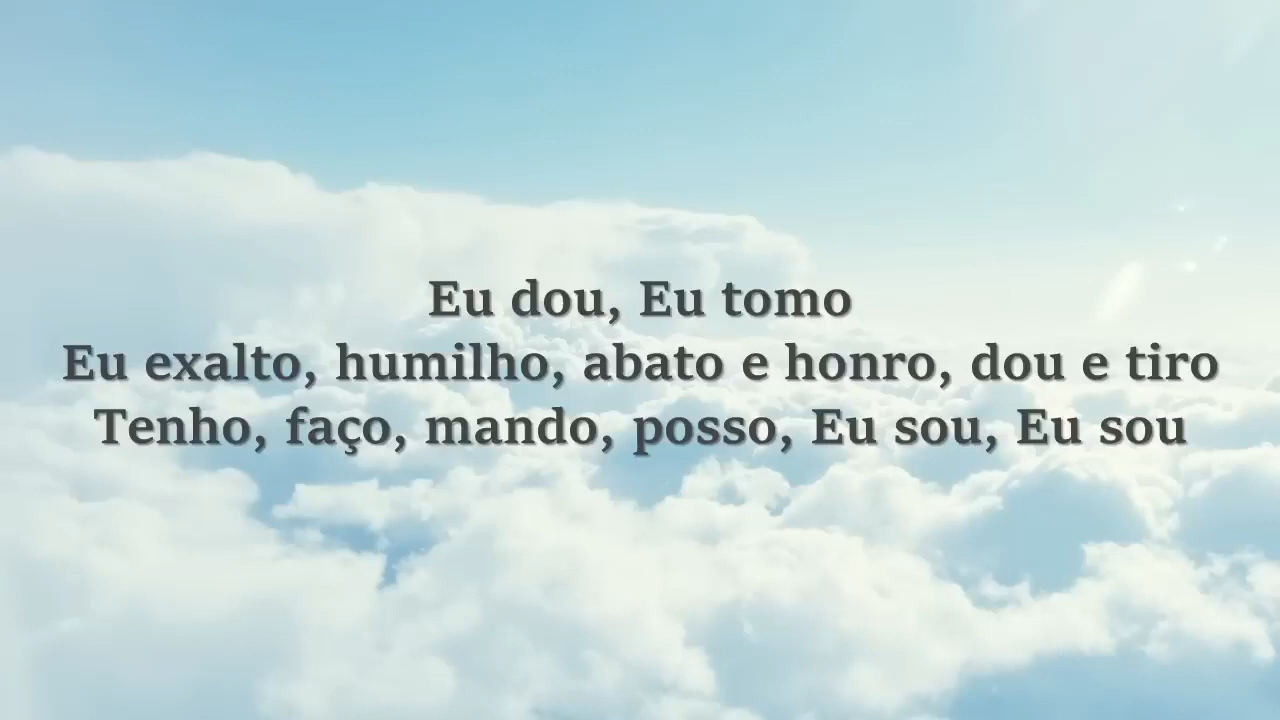 Eu dou, Eu tomo
Eu exalto, humilho, abato e honro, dou e tiro
Tenho, faço, mando, posso, Eu sou, Eu sou